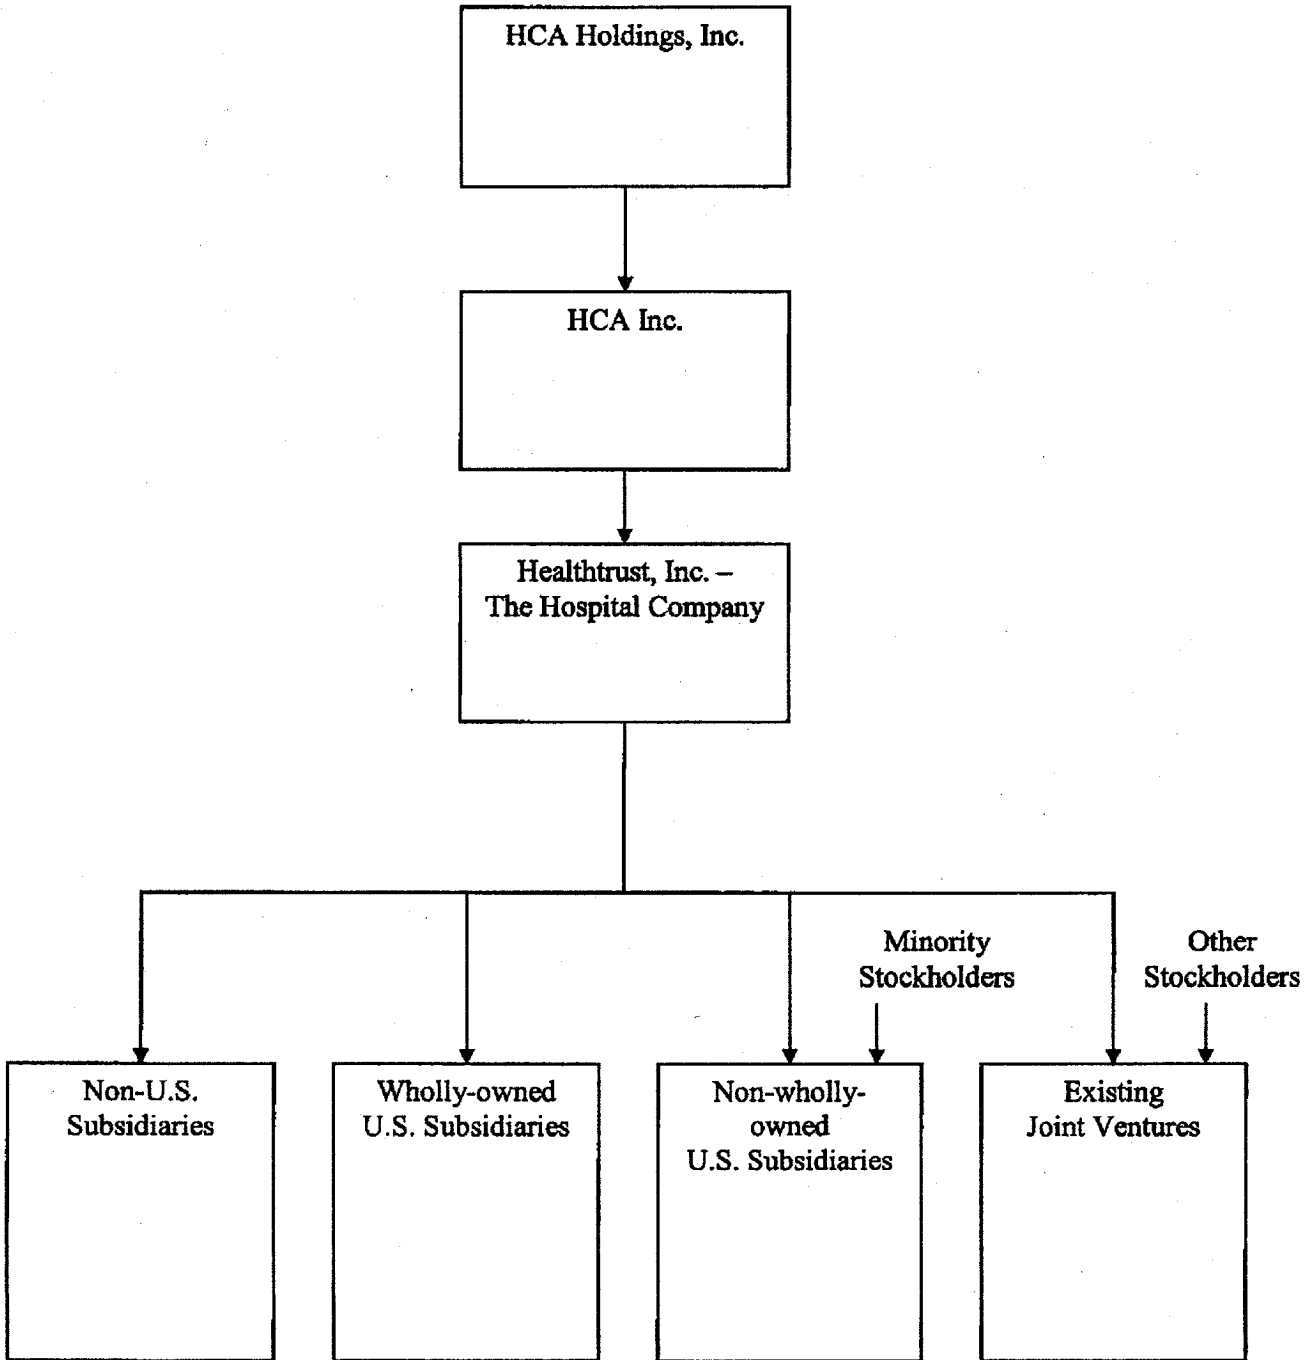 HCA Holdings, Inc.
HCA Inc.
Healthtrust, Inc. –
The Hospital Company
Minority
Stockholders
Other
Stockholders
Non-U.S.
Subsidiaries
Wholly-owned
U.S. Subsidiaries
Non-wholly-
owned
U.S. Subsidiaries
Existing
Joint Ventures